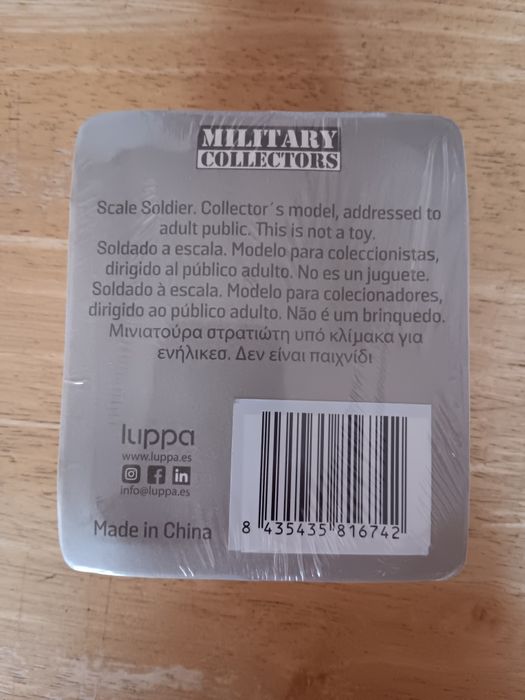 MILITARY
COLLECTORS
Scale Soldier. Collector´s model, addressed to
adult public. This is not a toy.
Soldado a escala. Modelo para coleccionistas,
dirigido al público adulto. No es un juguete.
Soldado à escala. Modelo para colecionadores,
dirigido ao público adulto. Não é um brinquedo.
Μινιατούρα στρατιώτη υπό κλίμακα για
ενήλικεσ. Δεν είναι παιχνίδι
luppa
www.luppa.es
in
info@luppa.es
Made in China
8 435435 816742